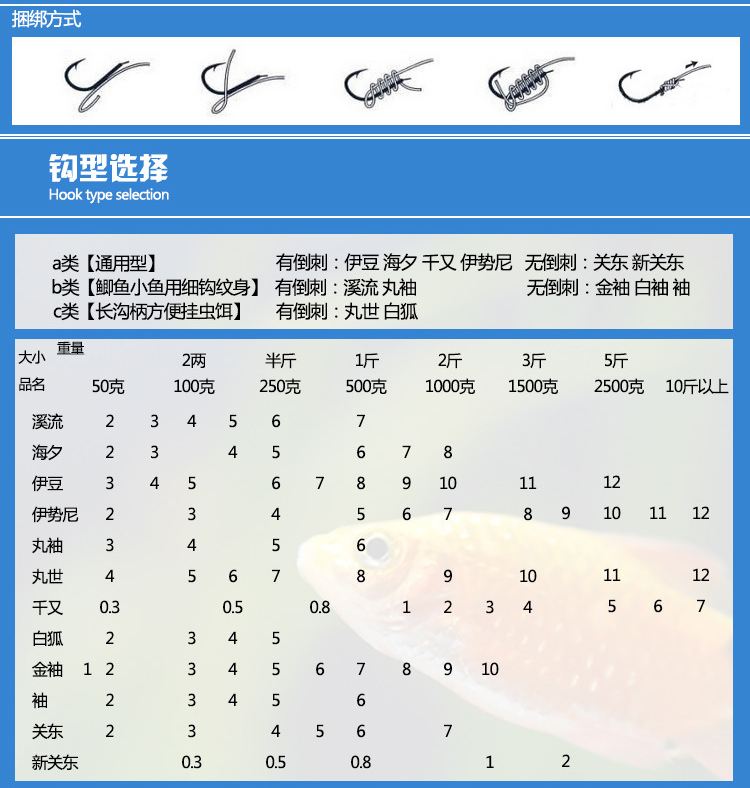 捆绑方式
钩型选择
Hook type selection
a类【通用型】 有倒刺：伊豆 海夕 千又 伊势尼 无倒刺：关东 新关东
b类【鲫鱼小鱼用细钩纹身】 有倒刺：溪流 丸袖 无倒刺：金袖 白袖 袖
c类【长沟柄方便挂虫饵】 有倒刺：丸世 白狐
大小 重量 2两 半斤 1斤 2斤 3斤 5斤
品名 50克 100克 250克 500克 1000克 1500克 2500克 10斤以上
溪流 2 3 4 5 6 7
海夕 2 3 4 5 6 7 8
伊豆 3 4 5 6 7 8 9 10 11 12
伊势尼 2 3 4 5 6 7 8 9 10 11 12
丸袖 3 4 5 6
丸世 4 5 6 7 8 9 10 11 12
千又 0.3 0.5 0.8 1 2 3 4 5 6 7
白狐 2 3 4 5
金袖 1 2 3 4 5 6 7 8 9 10
袖 2 3 4 5 6
关东 2 3 4 5 6 7
新关东 0.3 0.5 0.8 1 2